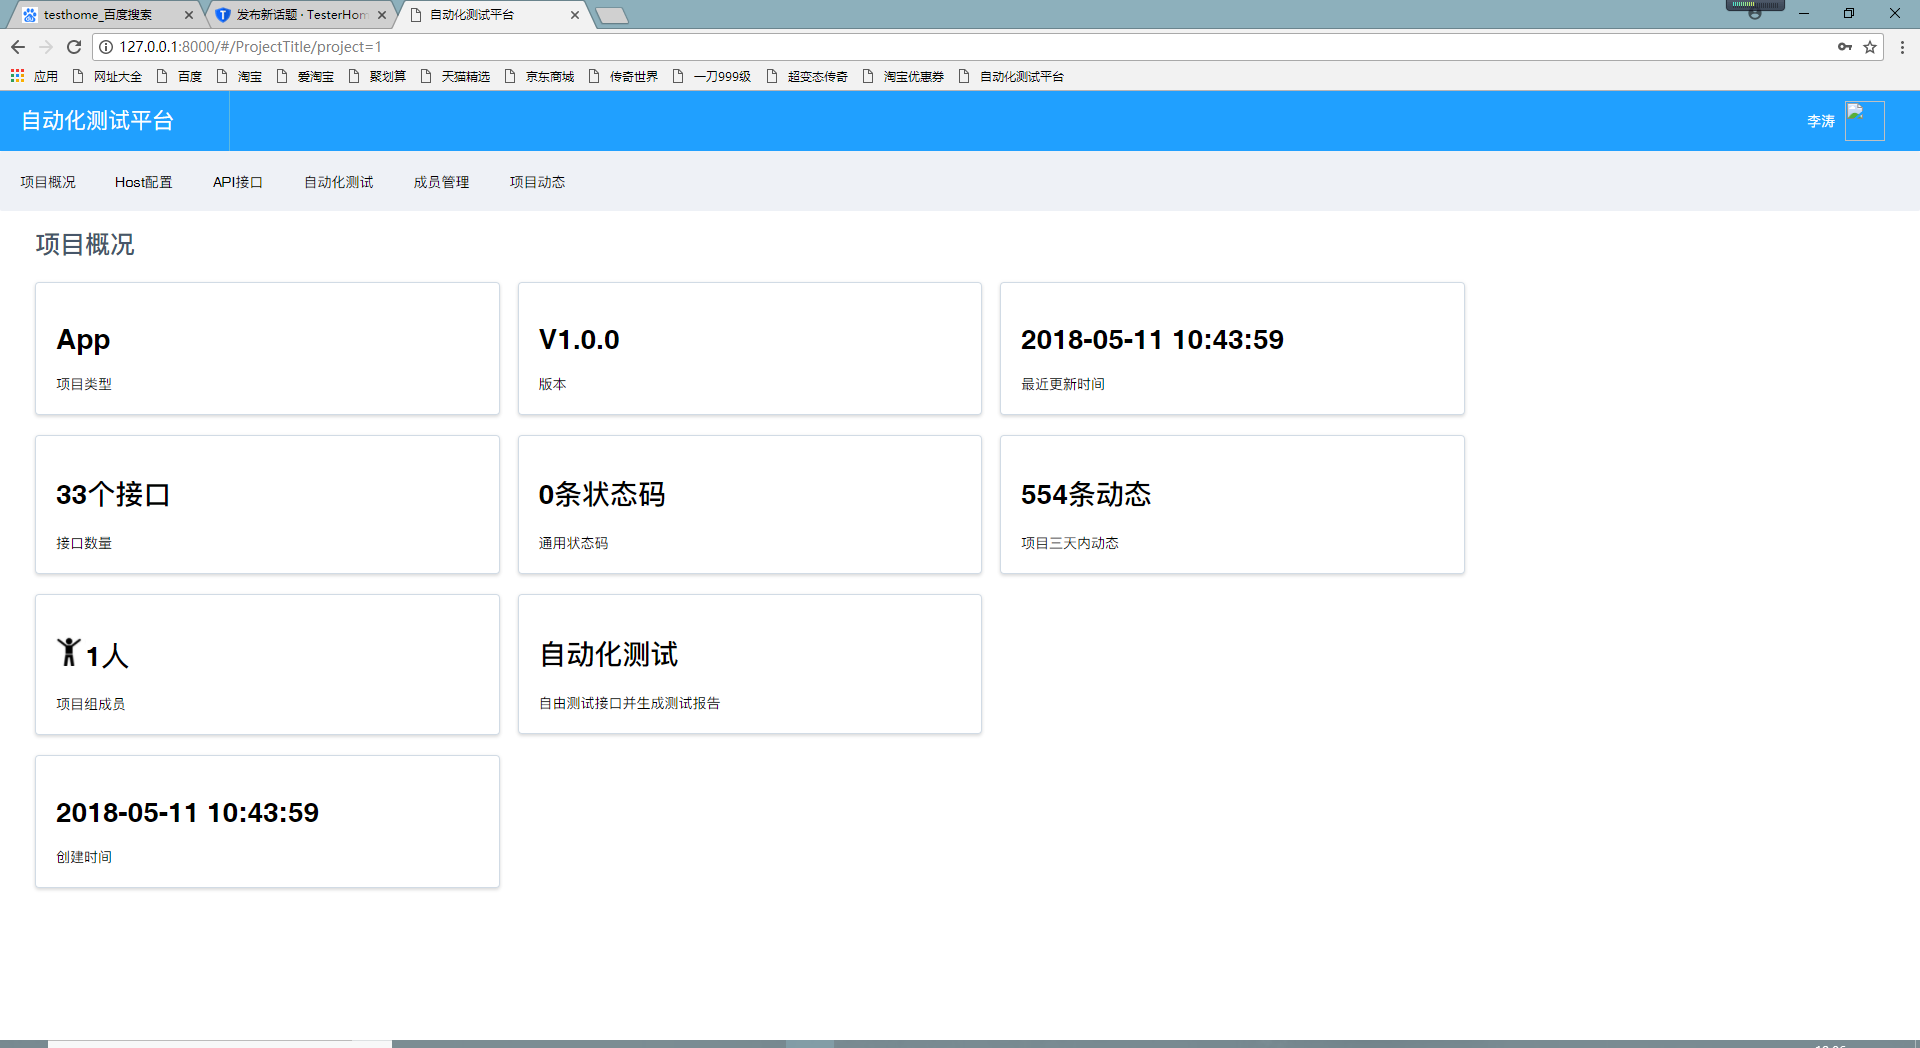 testhome_百度搜索
发布新话题 · TesterHom
自动化测试平台
127.0.0.1:8000/#/ProjectTitle/project=1
应用 网址大全 百度 淘宝 爱淘宝 聚划算 天猫精选 京东商城 传奇世界 一刀999级 超变态传奇 淘宝优惠券 自动化测试平台
自动化测试平台
李涛
项目概况 Host配置 API接口 自动化测试 成员管理 项目动态
项目概况
App
项目类型
V1.0.0
版本
2018-05-11 10:43:59
最近更新时间
33个接口
接口数量
0条状态码
通用状态码
554条动态
项目三天内动态
1人
项目组成员
自动化测试
自由测试接口并生成测试报告
2018-05-11 10:43:59
创建时间